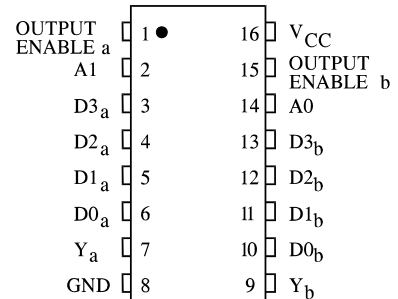 OUTPUT ENABLE a 1 16 VCC
A1 2 15 OUTPUT ENABLE b
D3a 3 14 A0
D2a 4 13 D3b
D1a 5 12 D2b
D0a 6 11 D1b
Ya 7 10 D0b
GND 8 9 Yb